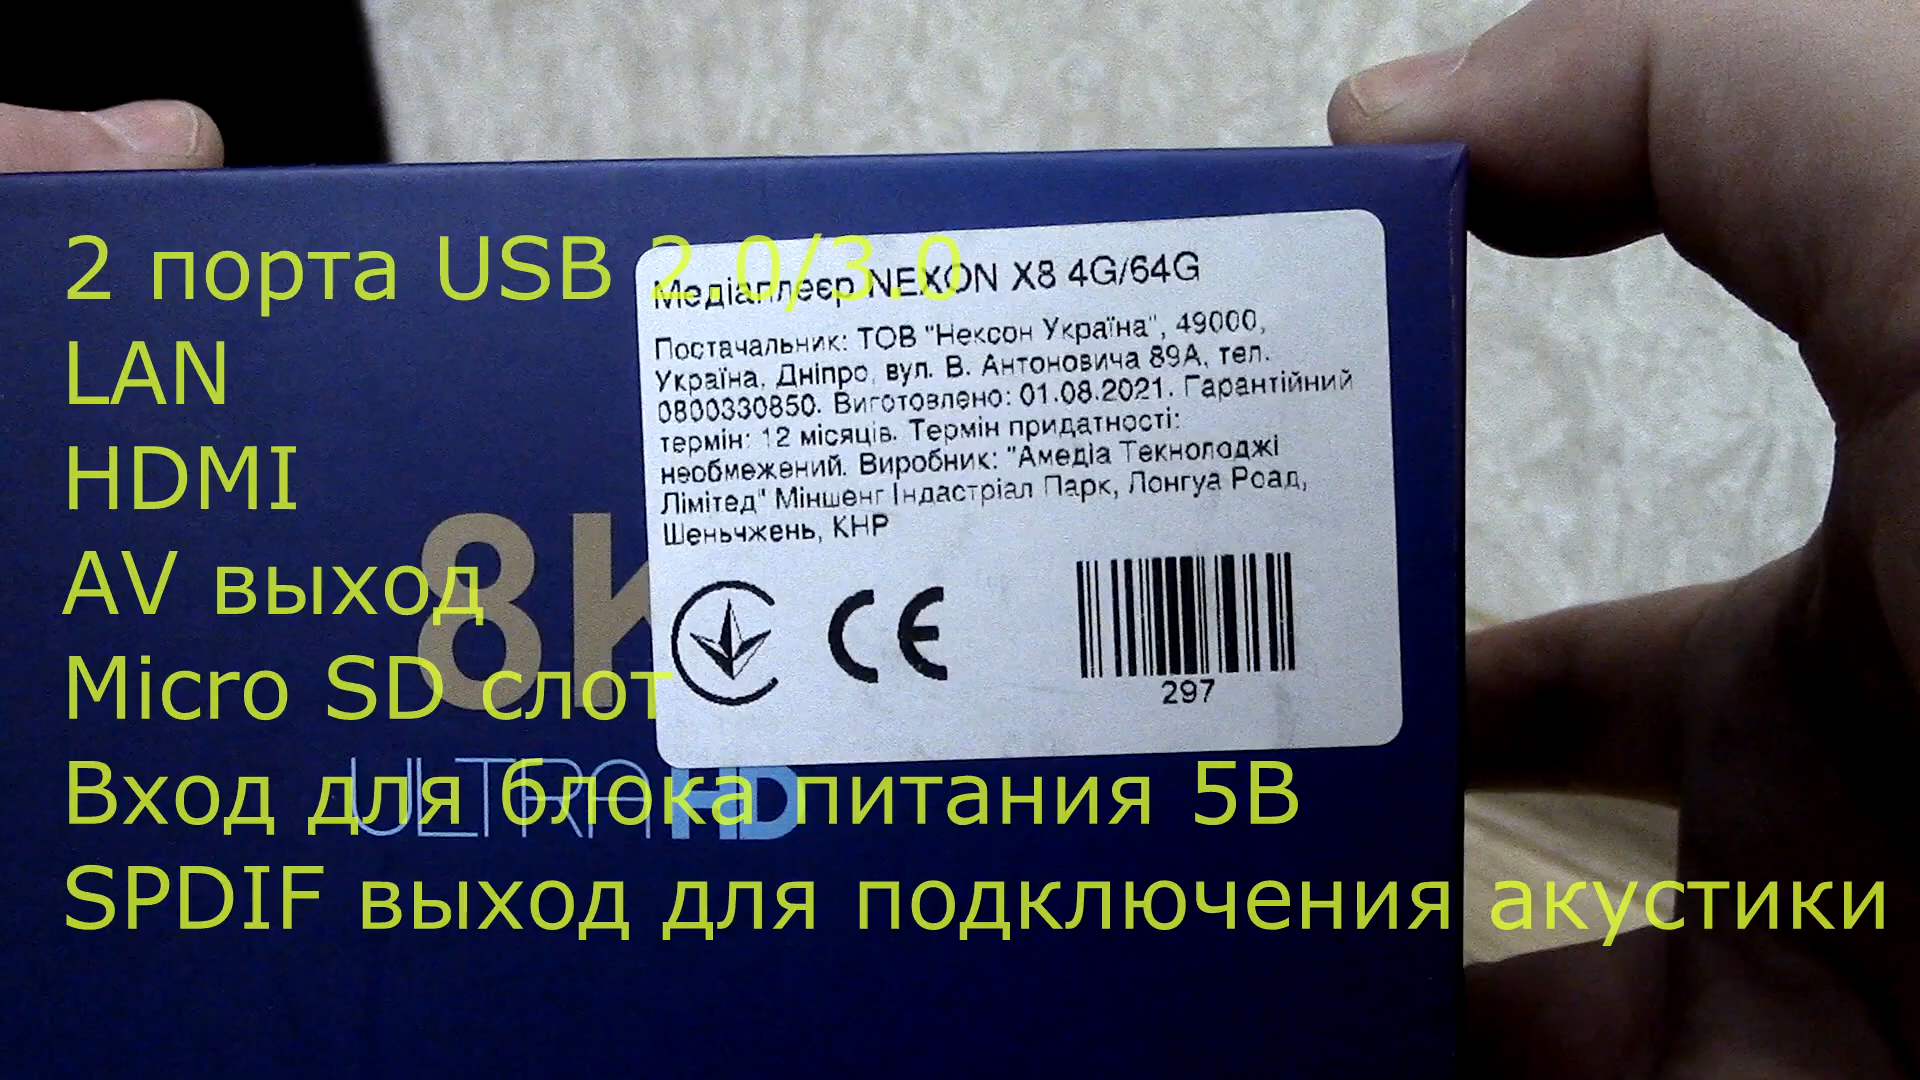 2 порта USB 2.0/3.0
LAN
HDMI
AV выход
Micro SD слот
Вход для блока питания 5В
SPDIF выход для подключения акустики
Медіаплеєр NEXON X8 4G/64G
Постачальник: ТОВ "Нексон Україна", 49000,
Україна, Дніпро, вул. В. Антоновича 89А, тел.
0800330850. Виготовлено: 01.08.2021. Гарантійний
термін: 12 місяців. Термін придатності:
необмежений. Виробник: "Амедіа Текнолоджі
Лімітед" Міншенг Індастріал Парк, Лонгуа Роад,
Шеньчжень, КНР
CE
297
8K
ULTRA HD